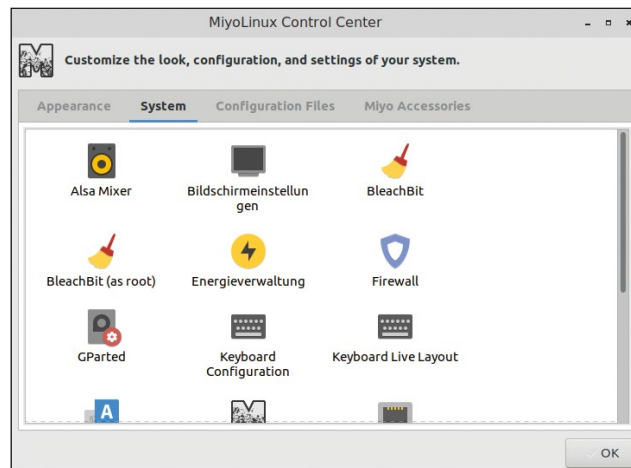 MiyoLinux Control Center
Customize the look, configuration, and settings of your system.
Appearance System Configuration Files Miyo Accessories
Alsa Mixer
Bildschirmeinstellun
gen
BleachBit
BleachBit (as root)
Energieverwaltung
Firewall
GParted
Keyboard
Configuration
Keyboard Live Layout
A
OK